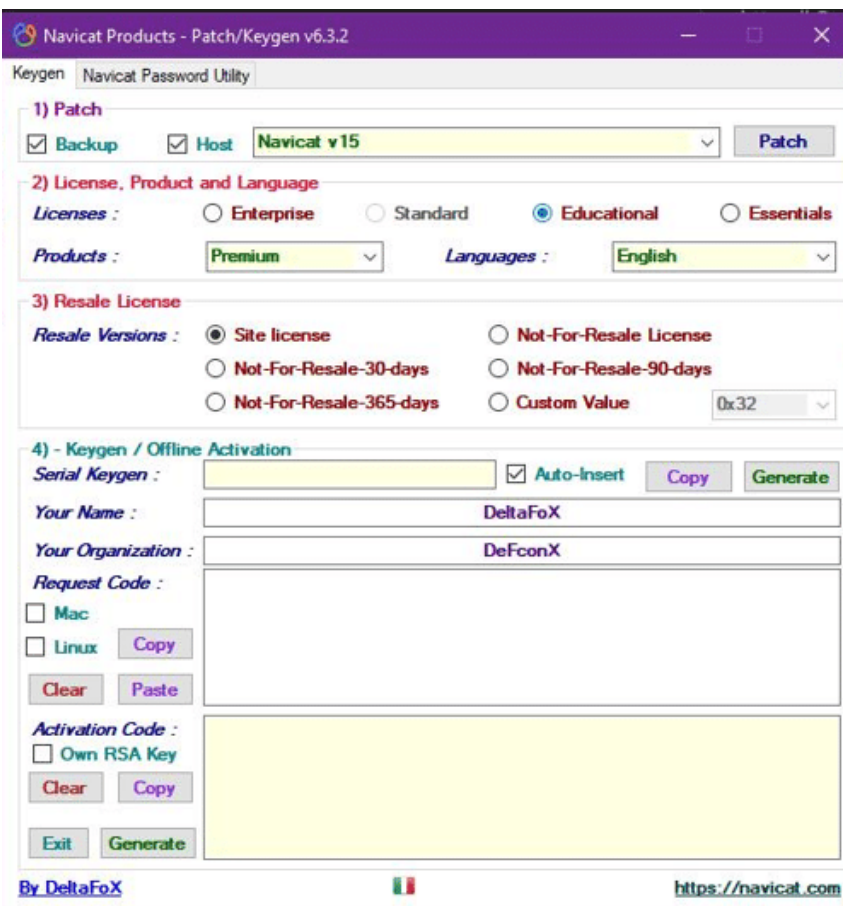 Navicat Products - Patch/Keygen v6.3.2
Keygen Navicat Password Utility
1) Patch
Backup Host Navicat v15 Patch
2) License, Product and Language
Licenses : Enterprise Standard Educational Essentials
Products : Premium Languages : English
3) Resale License
Resale Versions : Site license Not-For-Resale License
Not-For-Resale-30-days Not-For-Resale-90-days
Not-For-Resale-365-days Custom Value 0x32
4) - Keygen / Offline Activation
Serial Keygen : Auto-Insert Copy Generate
Your Name : DeltaFoX
Your Organization : DeFconX
Request Code :
Mac
Linux Copy
Clear Paste
Activation Code :
Own RSA Key
Clear Copy
Exit Generate
By DeltaFoX https://navicat.com